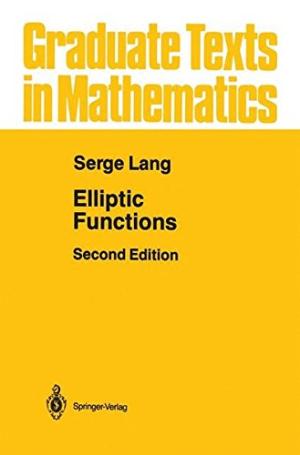 Graduate Texts
in Mathematics
Serge Lang
Elliptic
Functions
Second Edition
Springer-Verlag